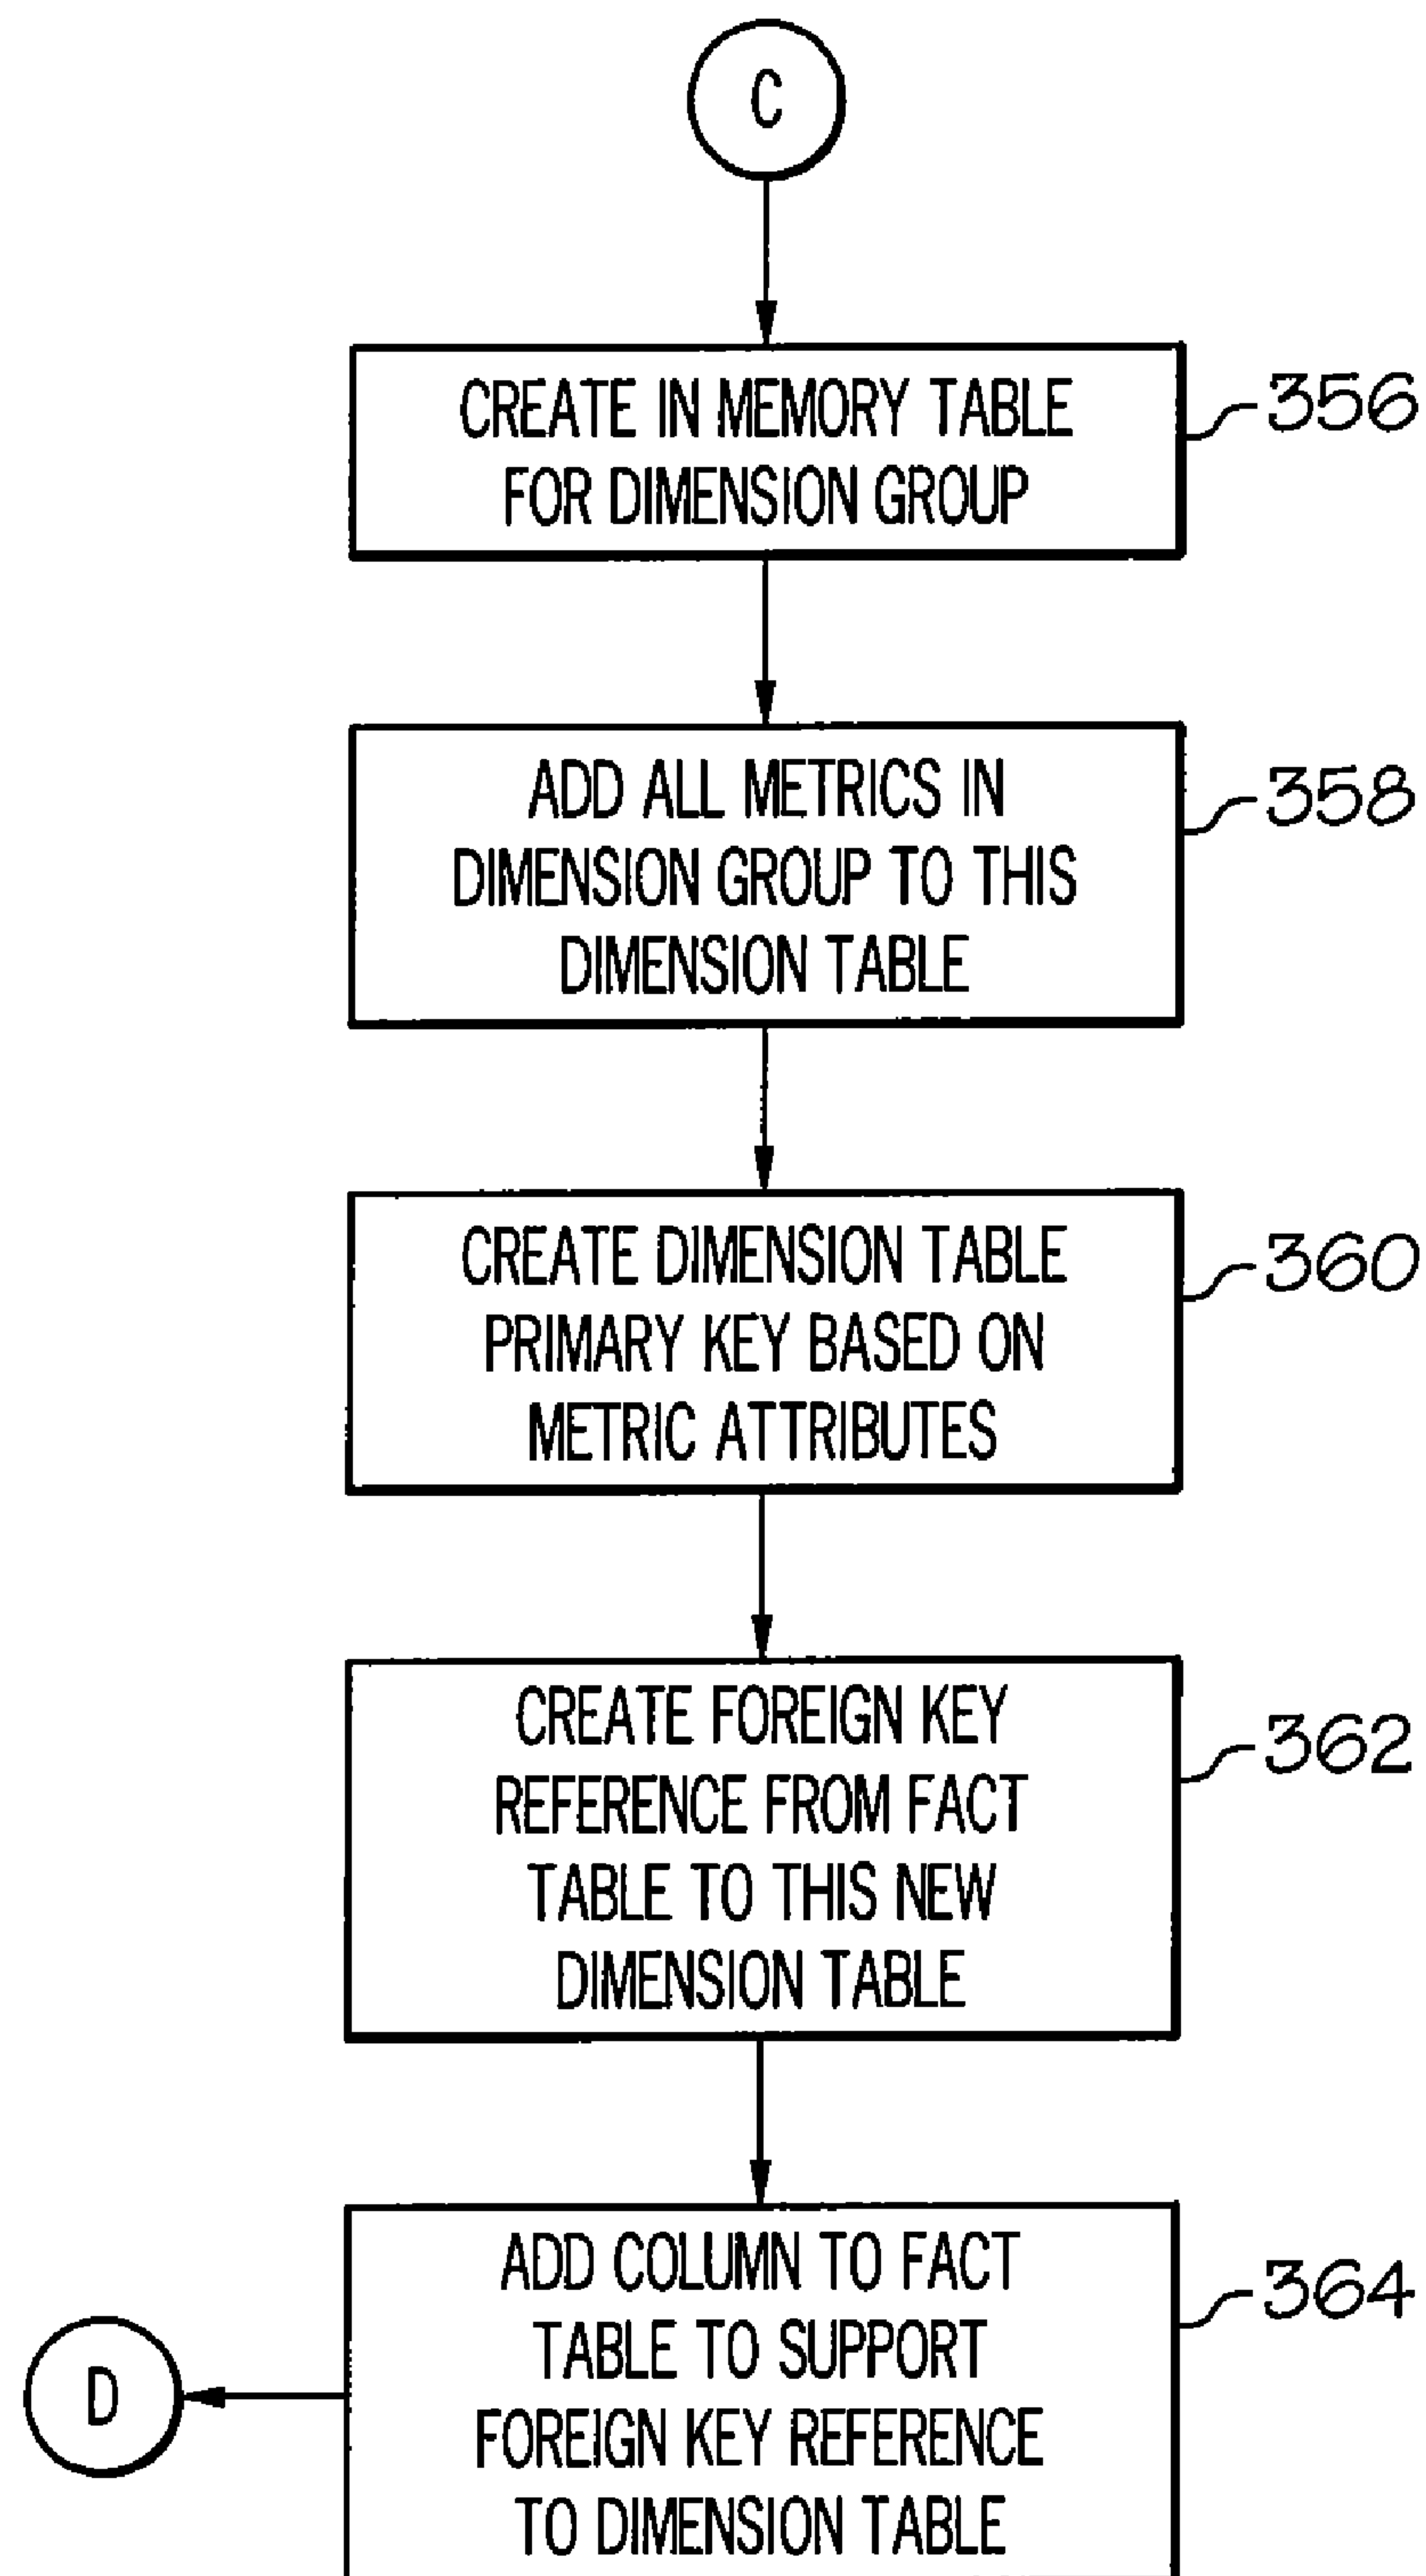 C
CREATE IN MEMORY TABLE
FOR DIMENSION GROUP
356
ADD ALL METRICS IN
DIMENSION GROUP TO THIS
DIMENSION TABLE
358
CREATE DIMENSION TABLE
PRIMARY KEY BASED ON
METRIC ATTRIBUTES
360
CREATE FOREIGN KEY
REFERENCE FROM FACT
TABLE TO THIS NEW
DIMENSION TABLE
362
ADD COLUMN TO FACT
TABLE TO SUPPORT
FOREIGN KEY REFERENCE
TO DIMENSION TABLE
364
D